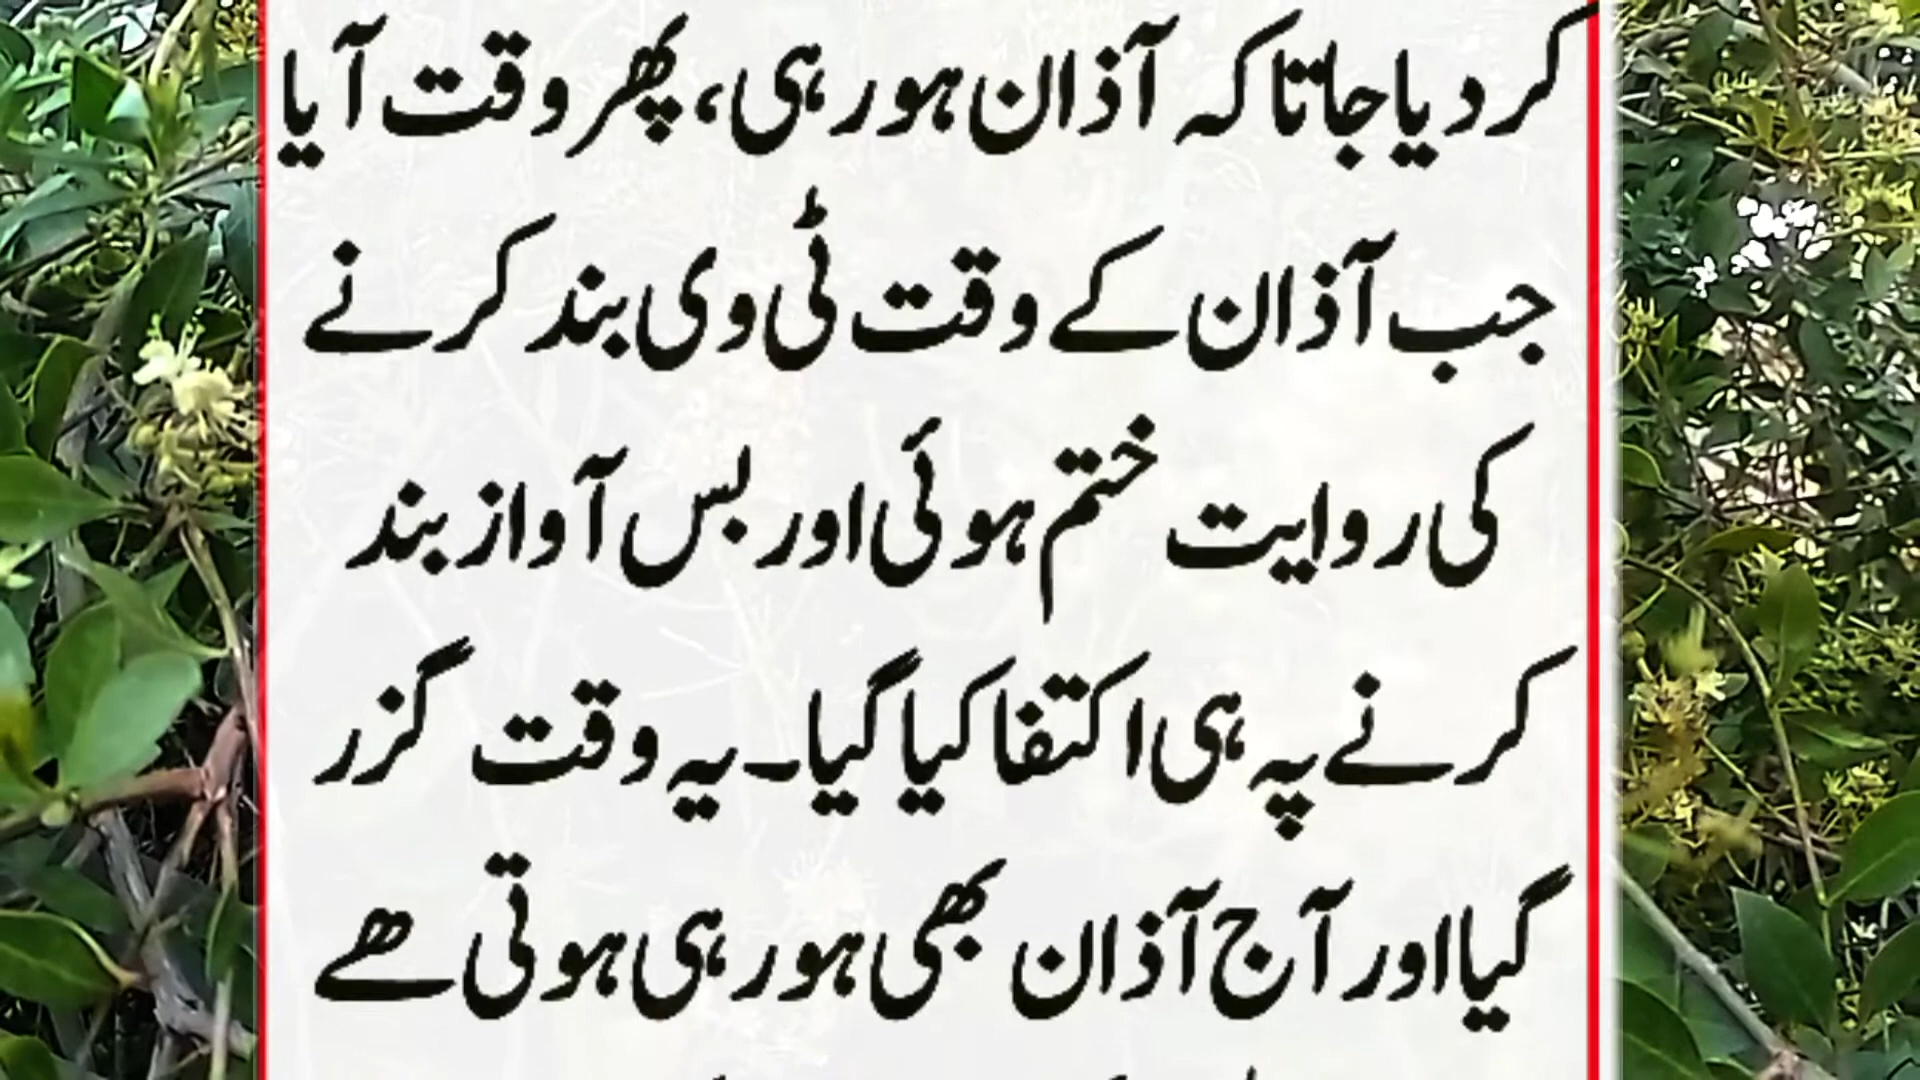 کر دیا جاتا کہ آذان ہو رہی، پھر وقت آیا
جب آذان کے وقت ٹی وی بند کرنے
کی روایت ختم ہوئی اور بس آواز بند
کرنے پہ ہی اکتفا کیا گیا۔ یہ وقت گزر
گیا اور آج آذان بھی ہو رہی ہوتی ھے